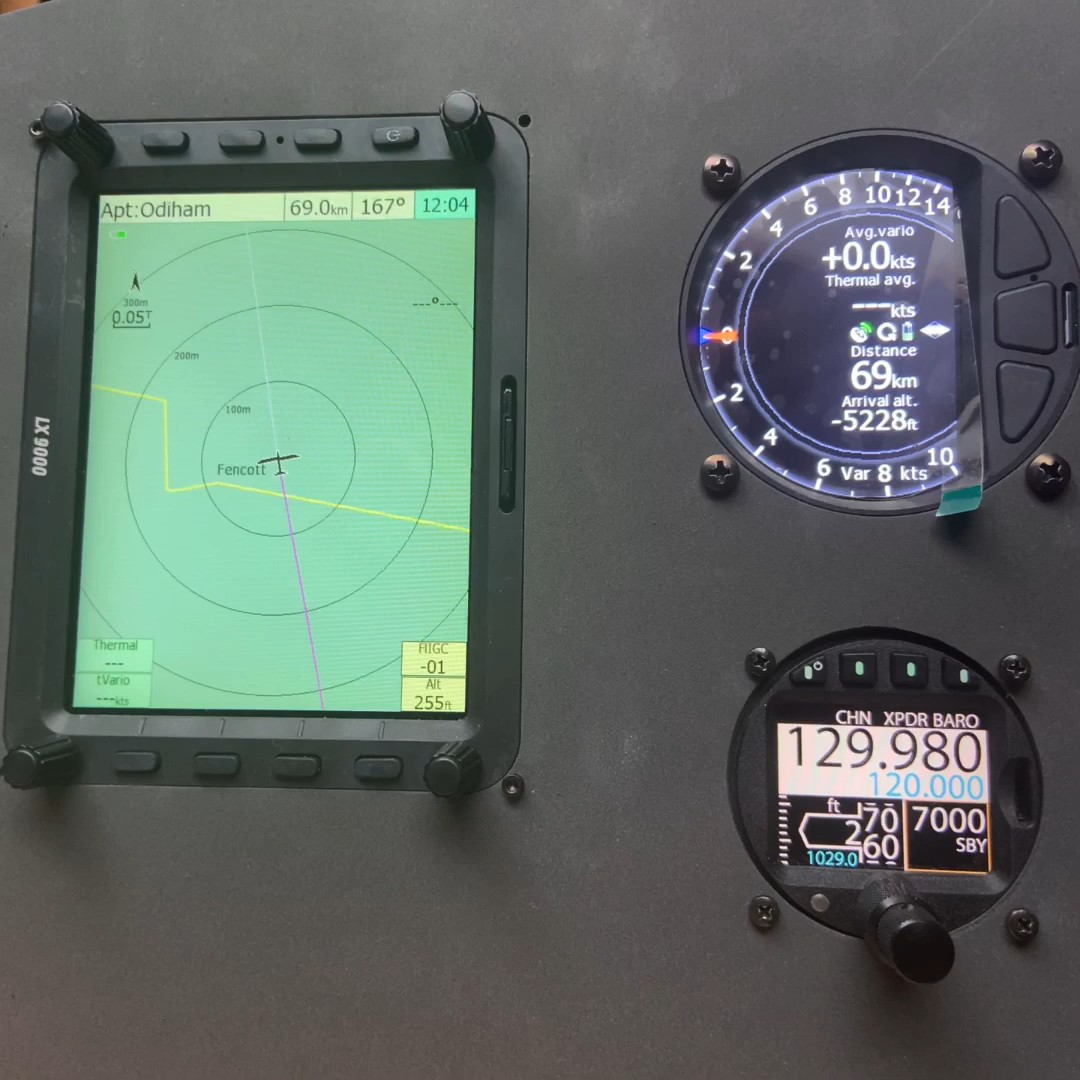 Apt:Odiham 69.0km 167° 12:04
300m
0.05T
---°---
200m
100m
Fencott
Thermal
---
tVario
---kts
FIIGC
-01
Alt
255ft
LX 9000
2 4 6 8 10 12 14
Avg.vario
+0.0kts
Thermal avg.
---kts
0
Distance
69km
Arrival alt.
-5228ft
2 4 6 8 10
Var kts
CHN XPDR BARO
129.980
120.000
ft
2
70
60
1029.0
7000
SBY